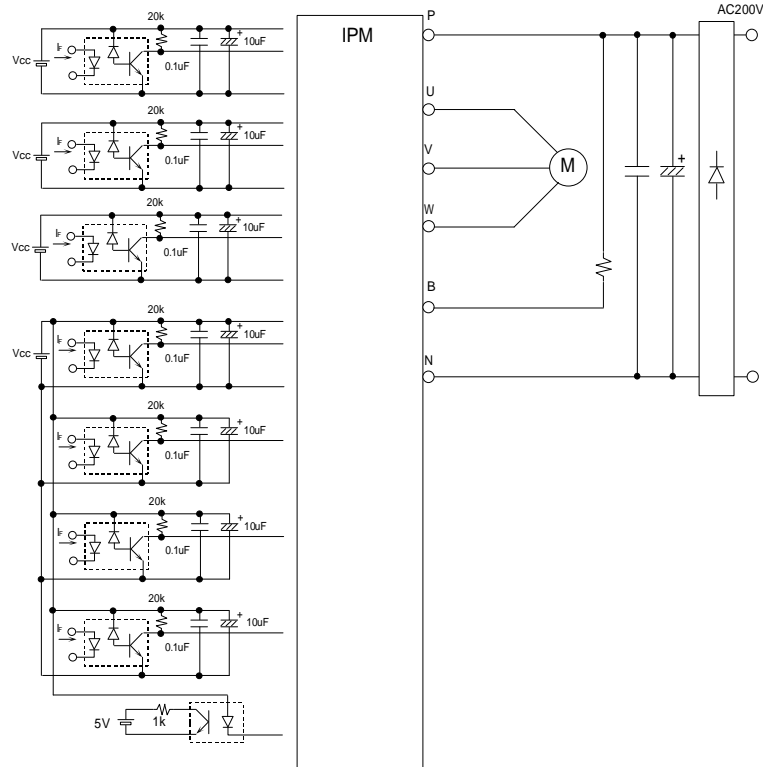 20k
Vcc
IF
0.1uF
+
10uF
20k
Vcc
IF
0.1uF
+
10uF
20k
Vcc
IF
0.1uF
+
10uF
20k
Vcc
IF
0.1uF
+
10uF
20k
IF
0.1uF
+
10uF
20k
IF
0.1uF
+
10uF
20k
IF
0.1uF
+
10uF
5V
1k
IPM
P
U
V
W
B
N
M
+
AC200V